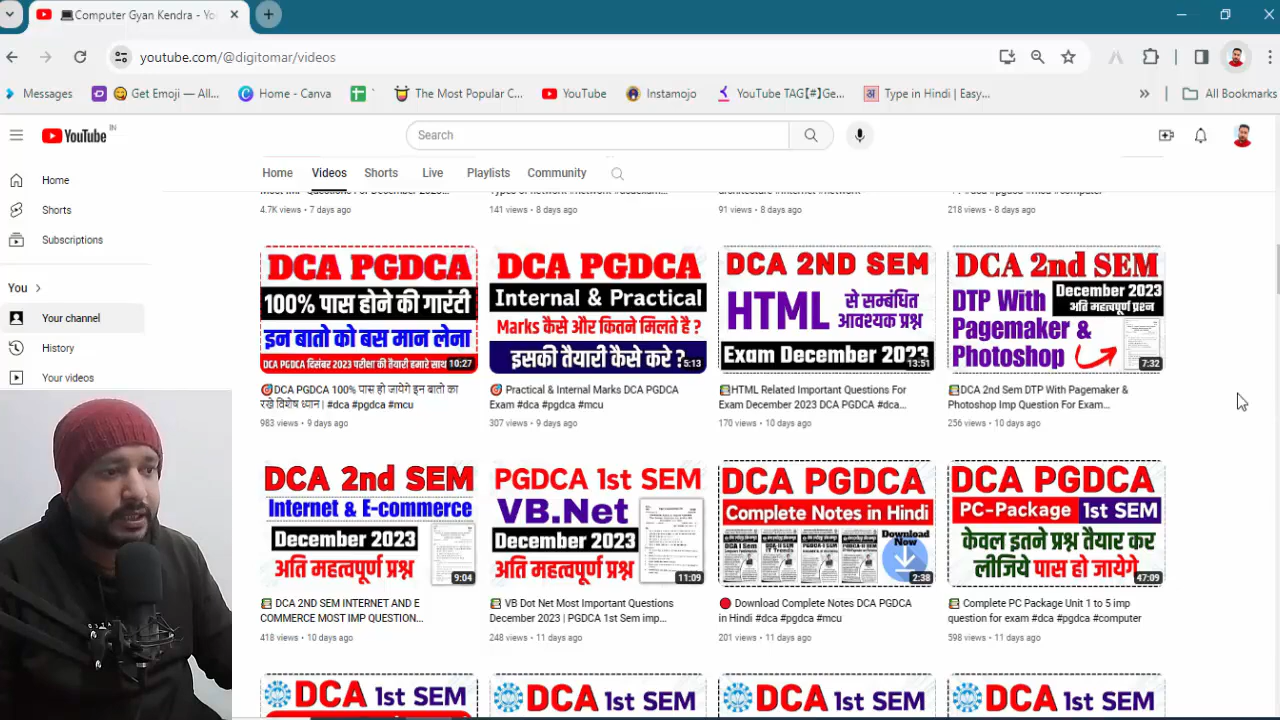 💻Computer Gyan Kendra - Yo
youtube.com/@digitomar/videos
Messages
Get Emoji — All...
Home - Canva
The Most Popular C...
YouTube
Instamojo
YouTube TAG[#]Ge...
Type in Hindi | Easy...
»
All Bookmarks
YouTube IN
Search
Home
Videos
Shorts
Live
Playlists
Community
Home
Shorts
Subscriptions
You
Your channel
History
Your videos
4.7K views • 7 days ago
141 views • 8 days ago
91 views • 8 days ago
218 views • 8 days ago
DCA PGDCA
100% पास होने की गारंटी
इन बातो को बस मान लेना
DCA PGDCA दिसंबर 2023 परीक्षा की तैयारी हमारे साथ
10:27
🎯DCA PGDCA 100% पास हो जायेगे इन बातो का
रखे विशेष ध्यान | #dca #pgdca #mcu
983 views • 9 days ago
DCA PGDCA
Internal & Practical
Marks कैसे और कितने मिलते है ?
इसकी तैयारी कैसे करे ?
5:13
🎯 Practical & Internal Marks DCA PGDCA
Exam #dca #pgdca #mcu
307 views • 9 days ago
DCA 2ND SEM
HTML से सम्बंधित
आवश्यक प्रश्न
Exam December 2023
13:51
📚HTML Related Important Questions For
Exam December 2023 DCA PGDCA #dca...
170 views • 10 days ago
DCA 2nd SEM
DTP With
Pagemaker &
Photoshop
December 2023
अति महत्वपूर्ण प्रश्न
7:32
📚DCA 2nd Sem DTP With Pagemaker &
Photoshop Imp Question For Exam...
256 views • 10 days ago
DCA 2nd SEM
Internet & E-commerce
December 2023
अति महत्वपूर्ण प्रश्न
9:04
📚 DCA 2ND SEM INTERNET AND E
COMMERCE MOST IMP QUESTION...
418 views • 10 days ago
PGDCA 1st SEM
VB.Net
December 2023
अति महत्वपूर्ण प्रश्न
11:09
📚 VB Dot Net Most Important Questions
December 2023 | PGDCA 1st Sem imp...
248 views • 11 days ago
DCA PGDCA
Complete Notes in Hindi
Download
Now
2:38
🔴 Download Complete Notes DCA PGDCA
in Hindi #dca #pgdca #mcu
201 views • 11 days ago
DCA PGDCA
PC-Package 1st SEM
केवल इतने प्रश्न तैयार कर
लीजिये पास हो जायेगे
47:09
📚 Complete PC Package Unit 1 to 5 imp
question for exam #dca #pgdca #computer
598 views • 11 days ago
DCA 1st SEM
DCA 1st SEM
DCA 1st SEM
DCA 1st SEM